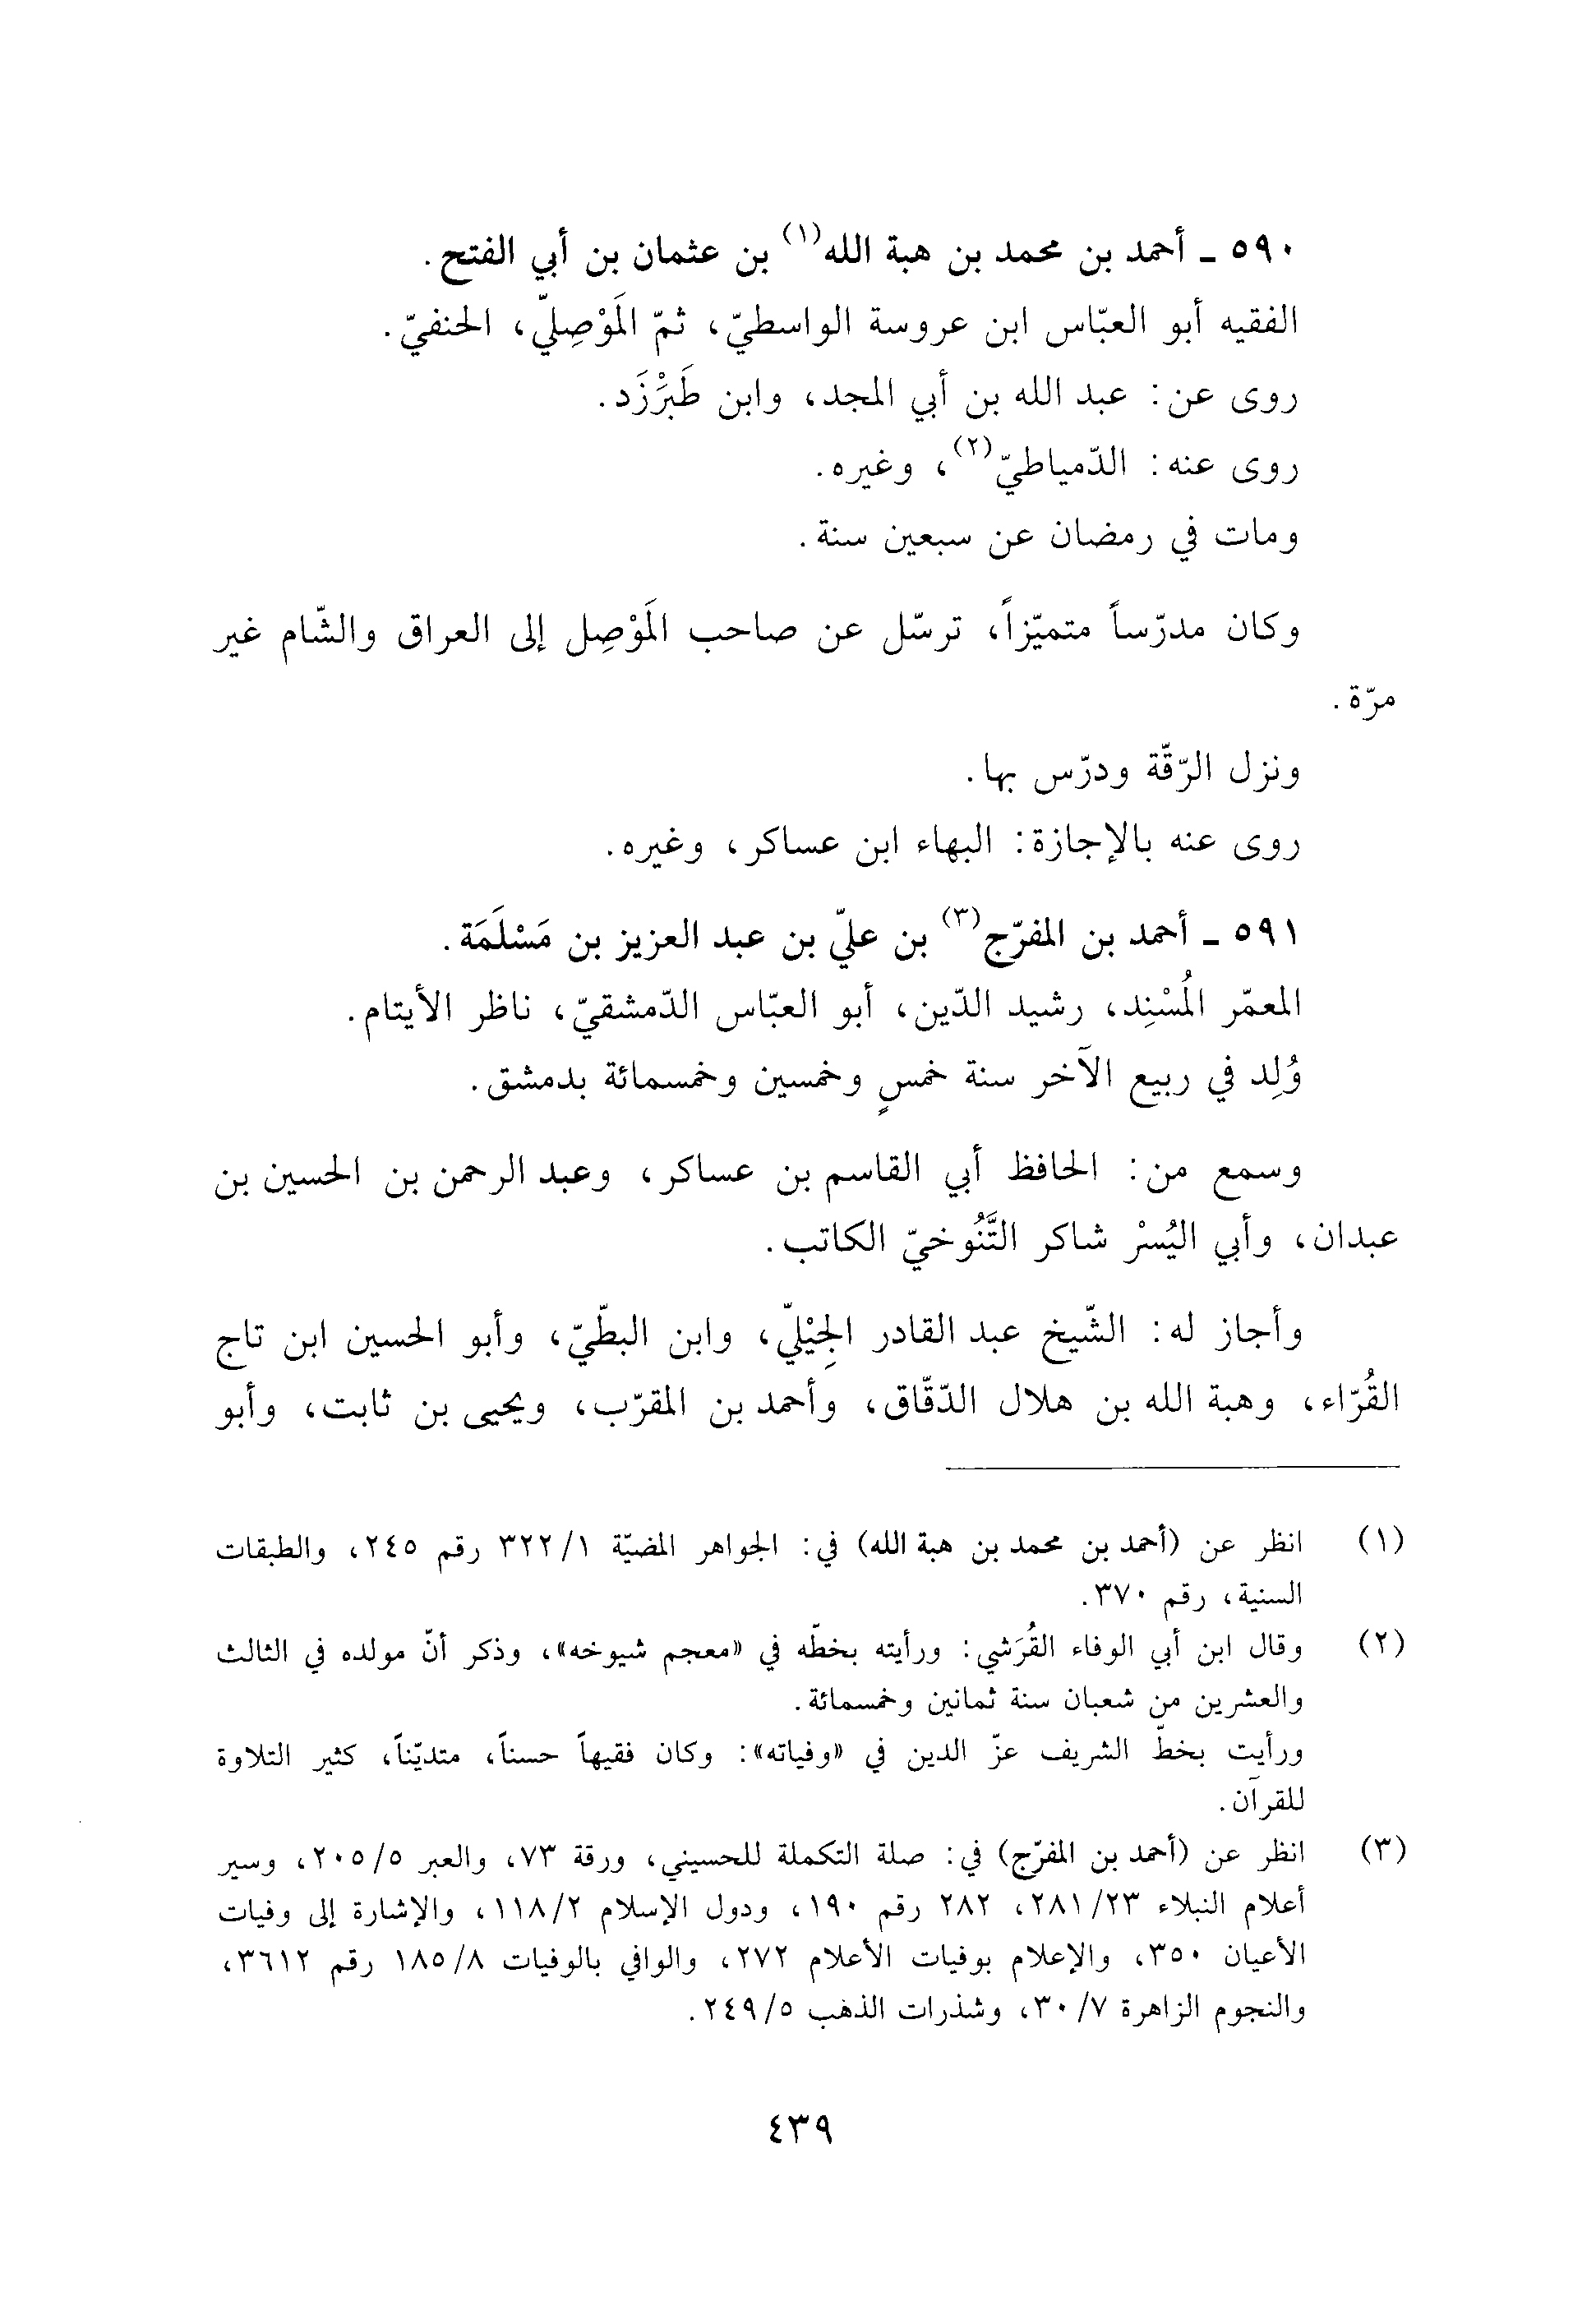 ٥٩٠ ـ أحمد بن محمد بن هبة الله(١) بن عثمان بن أبي الفتح.
الفقيه أبو العبّاس ابن عروسة الواسطيّ، ثمّ المَوْصِليّ، الحنفيّ.
روى عن: عبد الله بن أبي المجد، وابن طَبَرْزَد.
روى عنه: الدّمياطيّ(٢)، وغيره.
ومات في رمضان عن سبعين سنة.
وكان مدرّساً متميّزاً، ترسّل عن صاحب المَوْصِل إلى العراق والشّام غير
مرّة.
ونزل الرّقّة ودرّس بها.
روى عنه بالإجازة: البهاء ابن عساكر، وغيره.
٥٩١ ـ أحمد بن المفرّج(٣) بن عليّ بن عبد العزيز بن مَسْلَمَة.
المعمّر المُسْنِد، رشيد الدّين، أبو العبّاس الدّمشقيّ، ناظر الأيتام.
وُلِد في ربيع الآخر سنة خمسٍ وخمسين وخمسمائة بدمشق.
وسمع من: الحافظ أبي القاسم بن عساكر، وعبد الرحمن بن الحسين بن
عبدان، وأبي اليُسرْ شاكر التَّنُوخيّ الكاتب.
وأجاز له: الشّيخ عبد القادر الجِيْليّ، وابن البطّيّ، وأبو الحسين ابن تاج
القُرّاء، وهبة الله بن هلال الدّقّاق، وأحمد بن المقرّب، ويحيى بن ثابت، وأبو
(١) انظر عن (أحمد بن محمد بن هبة الله) في: الجواهر المضيّة ٣٢٢/١ رقم ٢٤٥، والطبقات
السنية، رقم ٣٧٠.
(٢) وقال ابن أبي الوفاء القُرَشي: ورأيته بخطّه في «معجم شيوخه»، وذكر أنّ مولده في الثالث
والعشرين من شعبان سنة ثمانين وخمسمائة.
ورأيت بخطّ الشريف عزّ الدين في «وفياته»: وكان فقيهاً حسناً، متديّناً، كثير التلاوة
للقرآن.
(٣) انظر عن (أحمد بن المفرّج) في: صلة التكملة للحسيني، ورقة ٧٣، والعبر ٢٠٥/٥، وسير
أعلام النبلاء ٢٨١/٢٣، ٢٨٢ رقم ١٩٠، ودول الإسلام ١١٨/٢، والإشارة إلى وفيات
الأعيان ٣٥٠، والإعلام بوفيات الأعلام ٢٧٢، والوافي بالوفيات ١٨٥/٨ رقم ٣٦١٢،
والنجوم الزاهرة ٣٠/٧، وشذرات الذهب ٢٤٩/٥.
٤٣٩